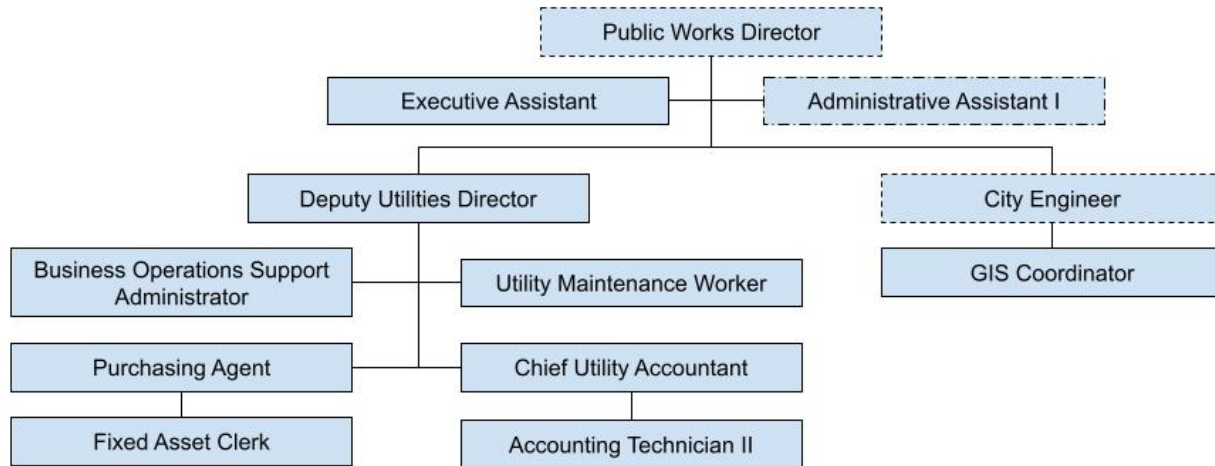 Public Works Director
Executive Assistant
Administrative Assistant I
Deputy Utilities Director
City Engineer
Business Operations Support
Administrator
Utility Maintenance Worker
GIS Coordinator
Purchasing Agent
Chief Utility Accountant
Fixed Asset Clerk
Accounting Technician II